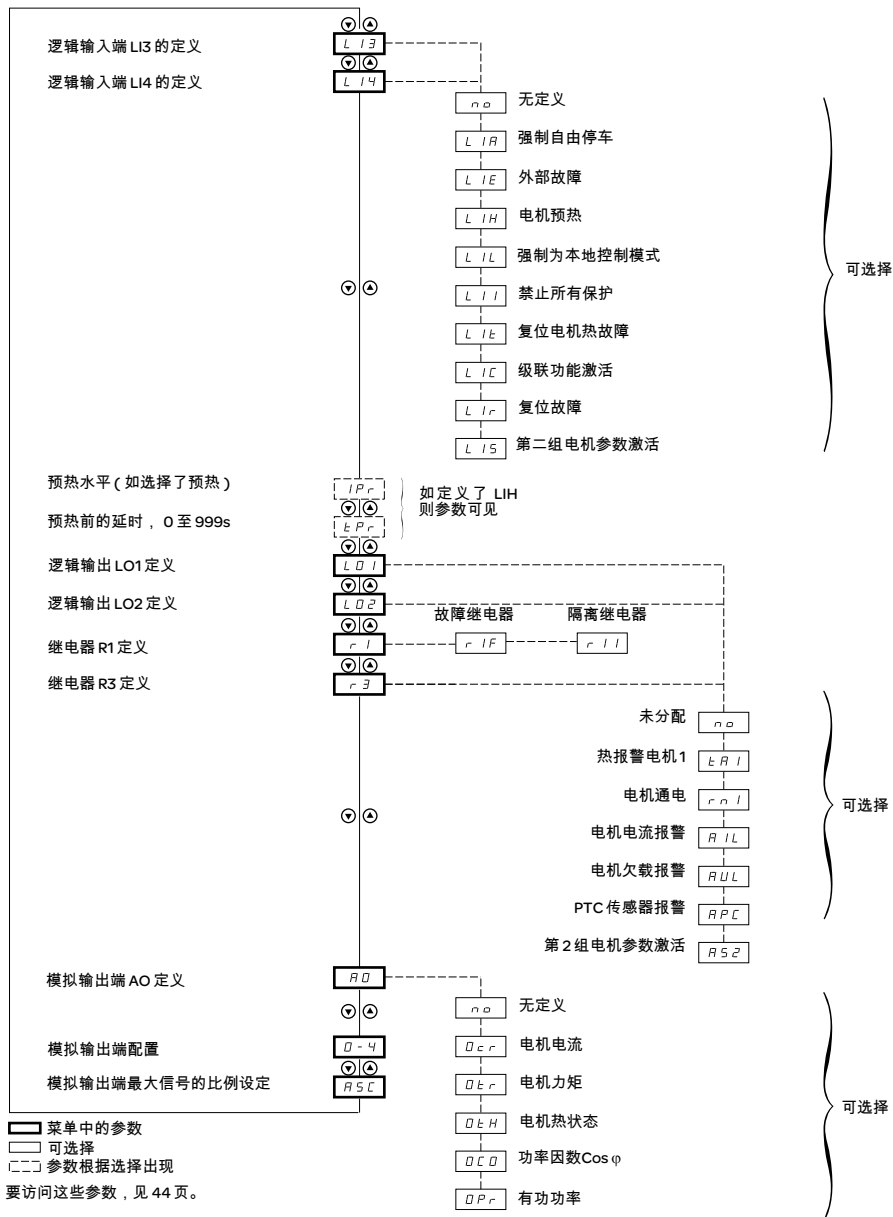 逻辑输入端 LI3 的定义
LI3
逻辑输入端 LI4 的定义
LI4
no 无定义
LIA 强制自由停车
LIE 外部故障
LIH 电机预热
LIL 强制为本地控制模式
LII 禁止所有保护
LIt 复位电机热故障
LIC 级联功能激活
LIr 复位故障
LIS 第二组电机参数激活
可选择
预热水平 ( 如选择了预热 )
IPr
如定义了 LIH
则参数可见
预热前的延时，0 至 999s
tPr
逻辑输出 LO1 定义
LO1
逻辑输出 LO2 定义
LO2
故障继电器
隔离继电器
继电器 R1 定义
r1
r1F
r1I
继电器 R3 定义
r3
未分配 no
热报警电机1 tA1
电机通电 rn1
电机电流报警 AIL
电机欠载报警 AUL
PTC 传感器报警 APC
第 2 组电机参数激活 AS2
可选择
模拟输出端 AO 定义
AO
no 无定义
模拟输出端配置
0-4
Ocr 电机电流
模拟输出端最大信号的比例设定
ASC
Otr 电机力矩
OtH 电机热状态
OCO 功率因数Cos φ
OPr 有功功率
可选择
菜单中的参数
可选择
参数根据选择出现
要访问这些参数，见 44 页。